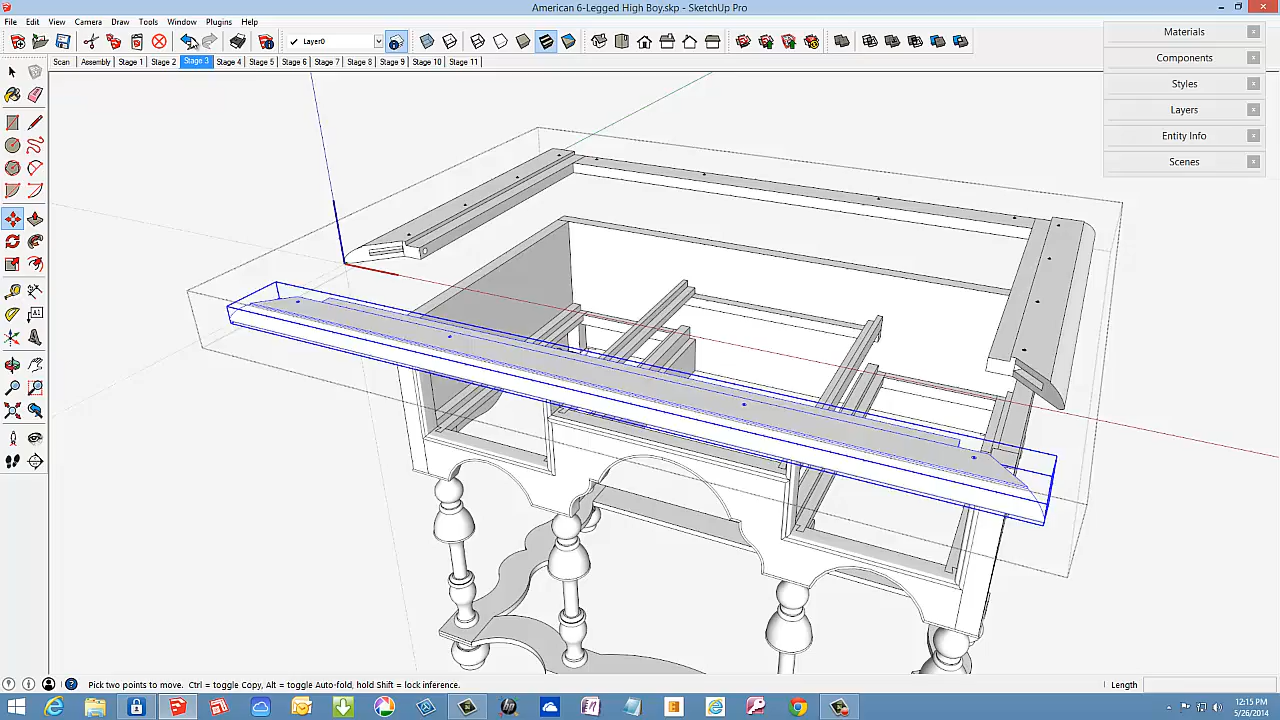 American 6-Legged High Boy.skp - SketchUp Pro
File Edit View Camera Draw Tools Window Plugins Help
Layer0
Scan Assembly Stage 1 Stage 2 Stage 3 Stage 4 Stage 5 Stage 6 Stage 7 Stage 8 Stage 9 Stage 10 Stage 11
Materials
Components
Styles
Layers
Entity Info
Scenes
Pick two points to move. Ctrl = toggle Copy, Alt = toggle Auto-fold, hold Shift = lock inference.
Length
12:15 PM
5/26/2014